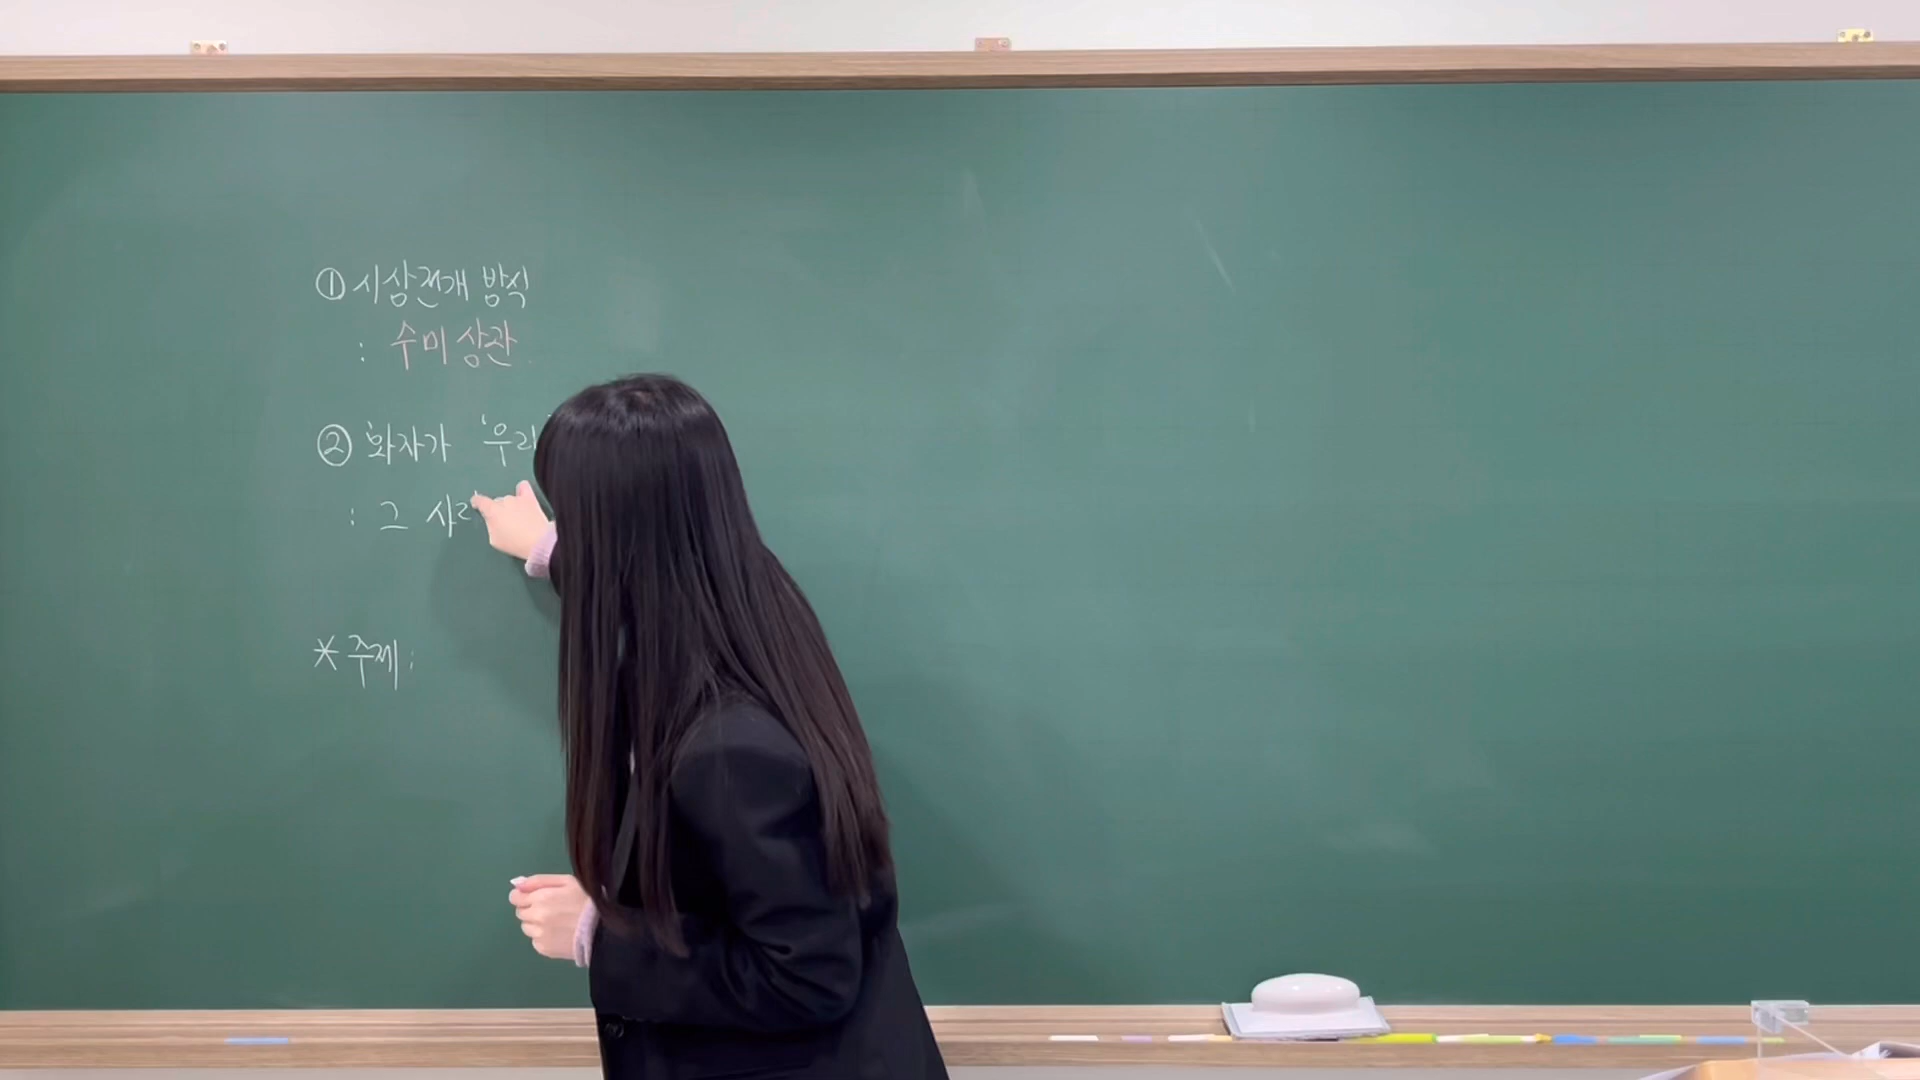 ① 시상전개 방식
: 수미 상관
② 화자가 '우리
: 그 사
* 주제 :